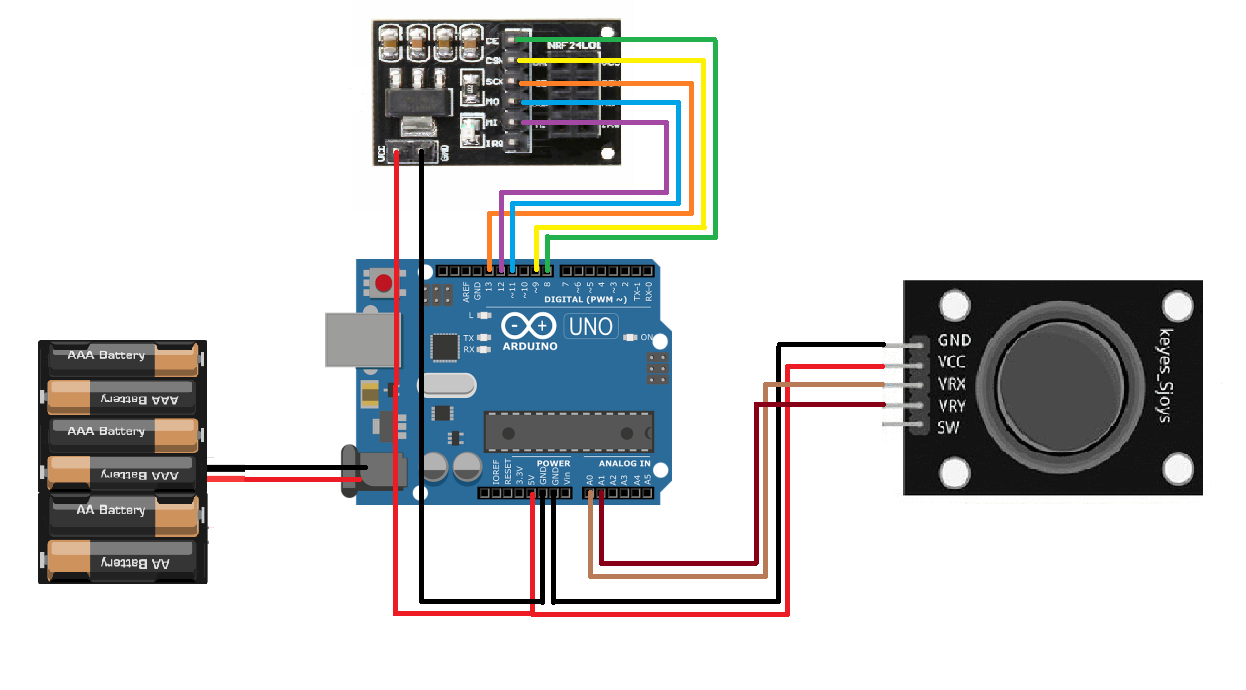 CE
NRF24L01
CSN
SCK
MO
MI
IRQ
VCC
GND
AREF
GND
13
12
~11
~10
~9
8
7
~6
~5
4
~3
2
TX-1
RX-0
DIGITAL (PWM ~)
L
TX
RX
UNO
ON
ARDUINO
POWER
ANALOG IN
IOREF
RESET
3.3V
5V
GND
GND
Vin
A0
A1
A2
A3
A4
A5
AAA Battery
AAA Battery
AAA Battery
AAA Battery
AA Battery
AA Battery
GND
VCC
VRX
VRY
SW
keyes_SJoys